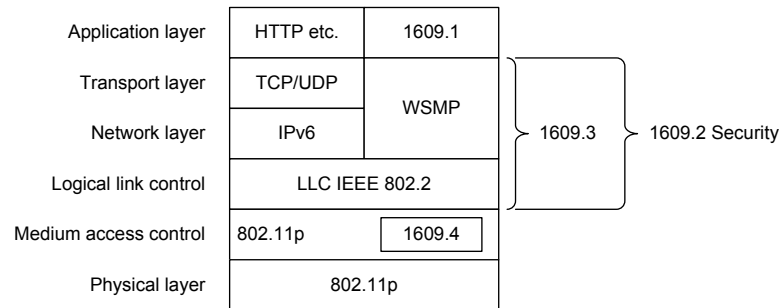 Application layer HTTP etc. 1609.1
Transport layer TCP/UDP
WSMP
Network layer IPv6 1609.3 1609.2 Security
Logical link control LLC IEEE 802.2
Medium access control 802.11p 1609.4
Physical layer 802.11p